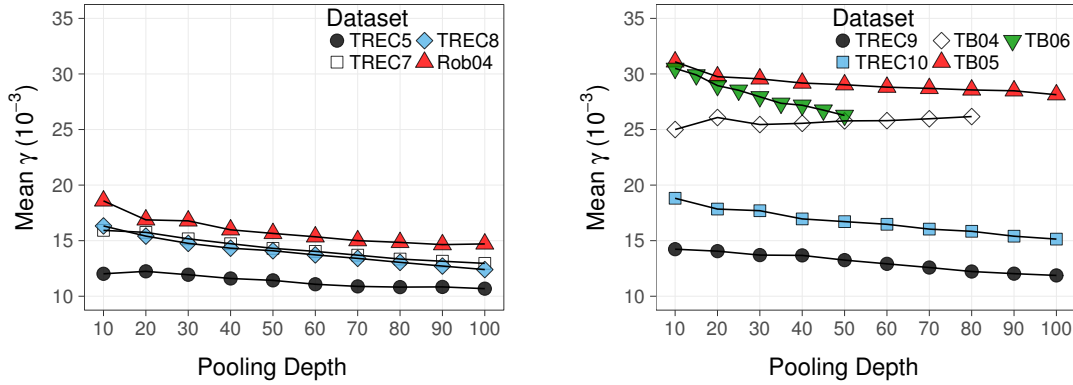 Dataset
TREC5 TREC8
TREC7 Rob04
35
30
25
20
15
10
Mean γ (10⁻³)
10 20 30 40 50 60 70 80 90 100
Pooling Depth
Dataset
TREC9 TB04 TB06
TREC10 TB05
35
30
25
20
15
10
Mean γ (10⁻³)
10 20 30 40 50 60 70 80 90 100
Pooling Depth